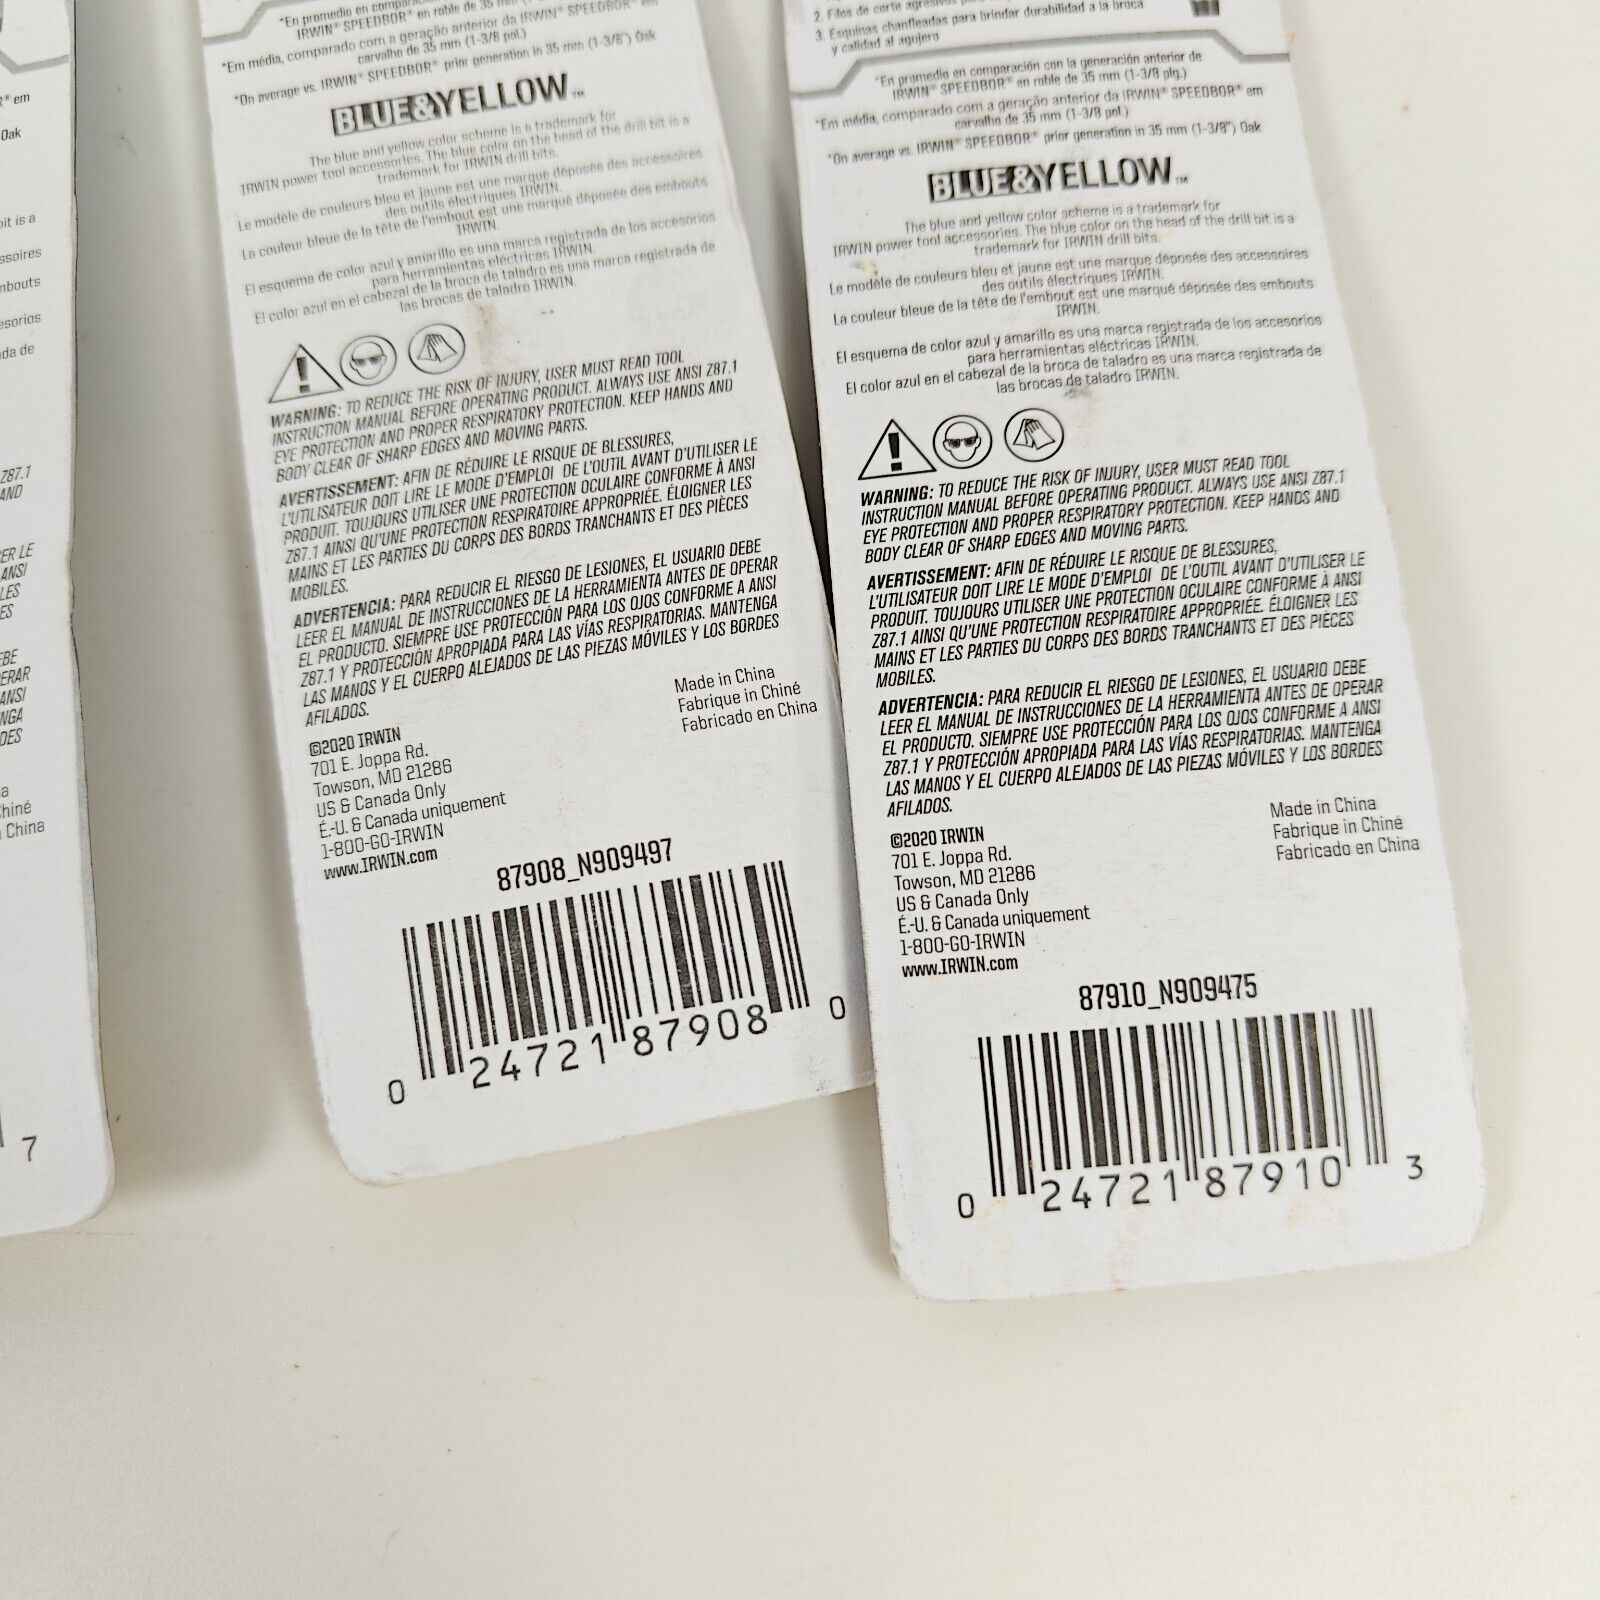 R® em
Oak
bit is a
ssoires
mbouts
esorios
da de
Z87.1
AND
ER LE
ANSI
LES
ES
EBE
ERAR
ANSI
NGA
DES
a
Chiné
China
7
*En promedio en comparación
IRWIN® SPEEDBOR® en roble de 35 mm
*Em média, comparado com a geração anterior da IRWIN® SPEEDBOR® em
carvalho de 35 mm (1-3/8 pol.)
*On average vs. IRWIN® SPEEDBOR® prior generation in 35 mm (1-3/8") Oak
BLUE&YELLOW™
The blue and yellow color scheme is a trademark for
IRWIN power tool accessories. The blue color on the head of the drill bit is a
trademark for IRWIN drill bits.
Le modèle de couleurs bleu et jaune est une marque déposée des accessoires
des outils électriques IRWIN.
La couleur bleue de la tête de l'embout est une marqué déposée des embouts
IRWIN.
El esquema de color azul y amarillo es una marca registrada de los accesorios
para herramientas eléctricas IRWIN.
El color azul en el cabezal de la broca de taladro es una marca registrada de
las brocas de taladro IRWIN.
WARNING: TO REDUCE THE RISK OF INJURY, USER MUST READ TOOL
INSTRUCTION MANUAL BEFORE OPERATING PRODUCT. ALWAYS USE ANSI Z87.1
EYE PROTECTION AND PROPER RESPIRATORY PROTECTION. KEEP HANDS AND
BODY CLEAR OF SHARP EDGES AND MOVING PARTS.
AVERTISSEMENT: AFIN DE RÉDUIRE LE RISQUE DE BLESSURES,
L'UTILISATEUR DOIT LIRE LE MODE D'EMPLOI DE L'OUTIL AVANT D'UTILISER LE
PRODUIT. TOUJOURS UTILISER UNE PROTECTION OCULAIRE CONFORME À ANSI
Z87.1 AINSI QU'UNE PROTECTION RESPIRATOIRE APPROPRIÉE. ÉLOIGNER LES
MAINS ET LES PARTIES DU CORPS DES BORDS TRANCHANTS ET DES PIÈCES
MOBILES.
ADVERTENCIA: PARA REDUCIR EL RIESGO DE LESIONES, EL USUARIO DEBE
LEER EL MANUAL DE INSTRUCCIONES DE LA HERRAMIENTA ANTES DE OPERAR
EL PRODUCTO. SIEMPRE USE PROTECCIÓN PARA LOS OJOS CONFORME A ANSI
Z87.1 Y PROTECCIÓN APROPIADA PARA LAS VÍAS RESPIRATORIAS. MANTENGA
LAS MANOS Y EL CUERPO ALEJADOS DE LAS PIEZAS MÓVILES Y LOS BORDES
AFILADOS.
Made in China
Fabrique in Chiné
Fabricado en China
©2020 IRWIN
701 E. Joppa Rd.
Towson, MD 21286
US & Canada Only
É.-U. & Canada uniquement
1-800-GO-IRWIN
www.IRWIN.com
87908_N909497
0 24721 87908 0
2. Filos de corte agresivos
3. Esquinas chanfleadas para brindar durabilidad a la broca
y calidad al agujero
*En promedio en comparación con la generación anterior de
IRWIN® SPEEDBOR® en roble de 35 mm (1-3/8 plg.)
*Em média, comparado com a geração anterior da IRWIN® SPEEDBOR® em
carvalho de 35 mm (1-3/8 pol.)
*On average vs. IRWIN® SPEEDBOR® prior generation in 35 mm (1-3/8") Oak
BLUE&YELLOW™
The blue and yellow color scheme is a trademark for
IRWIN power tool accessories. The blue color on the head of the drill bit is a
trademark for IRWIN drill bits.
Le modèle de couleurs bleu et jaune est une marque déposée des accessoires
des outils électriques IRWIN.
La couleur bleue de la tête de l'embout est une marqué déposée des embouts
IRWIN.
El esquema de color azul y amarillo es una marca registrada de los accesorios
para herramientas eléctricas IRWIN.
El color azul en el cabezal de la broca de taladro es una marca registrada de
las brocas de taladro IRWIN.
WARNING: TO REDUCE THE RISK OF INJURY, USER MUST READ TOOL
INSTRUCTION MANUAL BEFORE OPERATING PRODUCT. ALWAYS USE ANSI Z87.1
EYE PROTECTION AND PROPER RESPIRATORY PROTECTION. KEEP HANDS AND
BODY CLEAR OF SHARP EDGES AND MOVING PARTS.
AVERTISSEMENT: AFIN DE RÉDUIRE LE RISQUE DE BLESSURES,
L'UTILISATEUR DOIT LIRE LE MODE D'EMPLOI DE L'OUTIL AVANT D'UTILISER LE
PRODUIT. TOUJOURS UTILISER UNE PROTECTION OCULAIRE CONFORME À ANSI
Z87.1 AINSI QU'UNE PROTECTION RESPIRATOIRE APPROPRIÉE. ÉLOIGNER LES
MAINS ET LES PARTIES DU CORPS DES BORDS TRANCHANTS ET DES PIÈCES
MOBILES.
ADVERTENCIA: PARA REDUCIR EL RIESGO DE LESIONES, EL USUARIO DEBE
LEER EL MANUAL DE INSTRUCCIONES DE LA HERRAMIENTA ANTES DE OPERAR
EL PRODUCTO. SIEMPRE USE PROTECCIÓN PARA LOS OJOS CONFORME A ANSI
Z87.1 Y PROTECCIÓN APROPIADA PARA LAS VÍAS RESPIRATORIAS. MANTENGA
LAS MANOS Y EL CUERPO ALEJADOS DE LAS PIEZAS MÓVILES Y LOS BORDES
AFILADOS.
Made in China
Fabrique in Chiné
Fabricado en China
©2020 IRWIN
701 E. Joppa Rd.
Towson, MD 21286
US & Canada Only
É.-U. & Canada uniquement
1-800-GO-IRWIN
www.IRWIN.com
87910_N909475
0 24721 87910 3